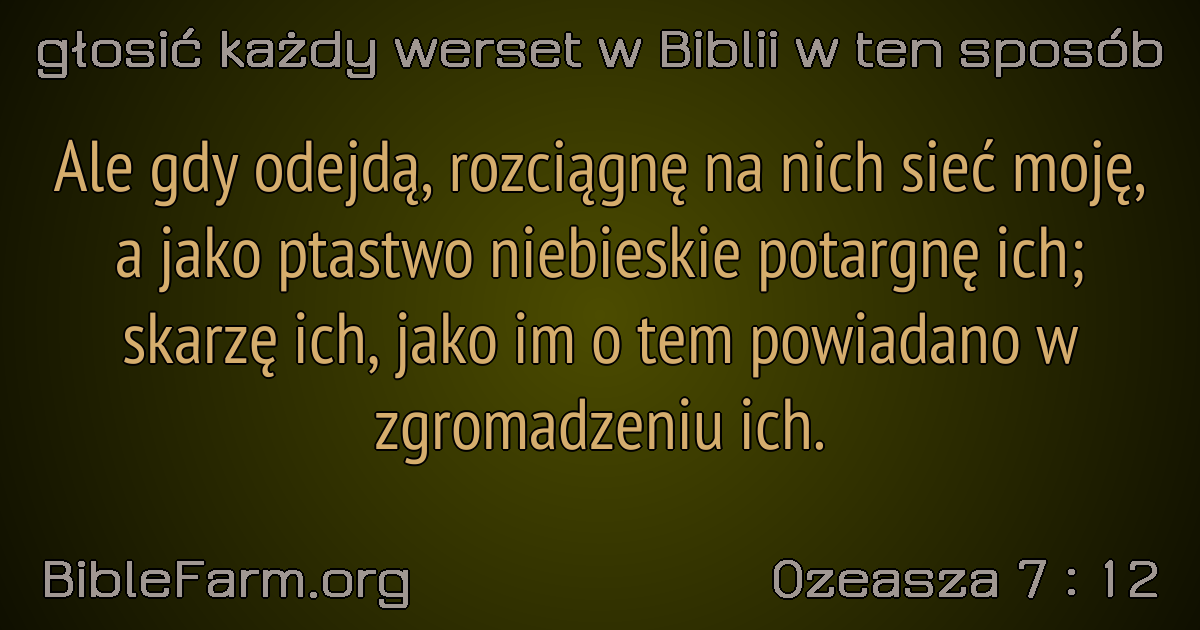 głosić każdy werset w Biblii w ten sposób
Ale gdy odejdą, rozciągnę na nich sieć moję,
a jako ptastwo niebieskie potargnę ich;
skarzę ich, jako im o tem powiadano w
zgromadzeniu ich.
BibleFarm.org
Ozeasza 7 : 12